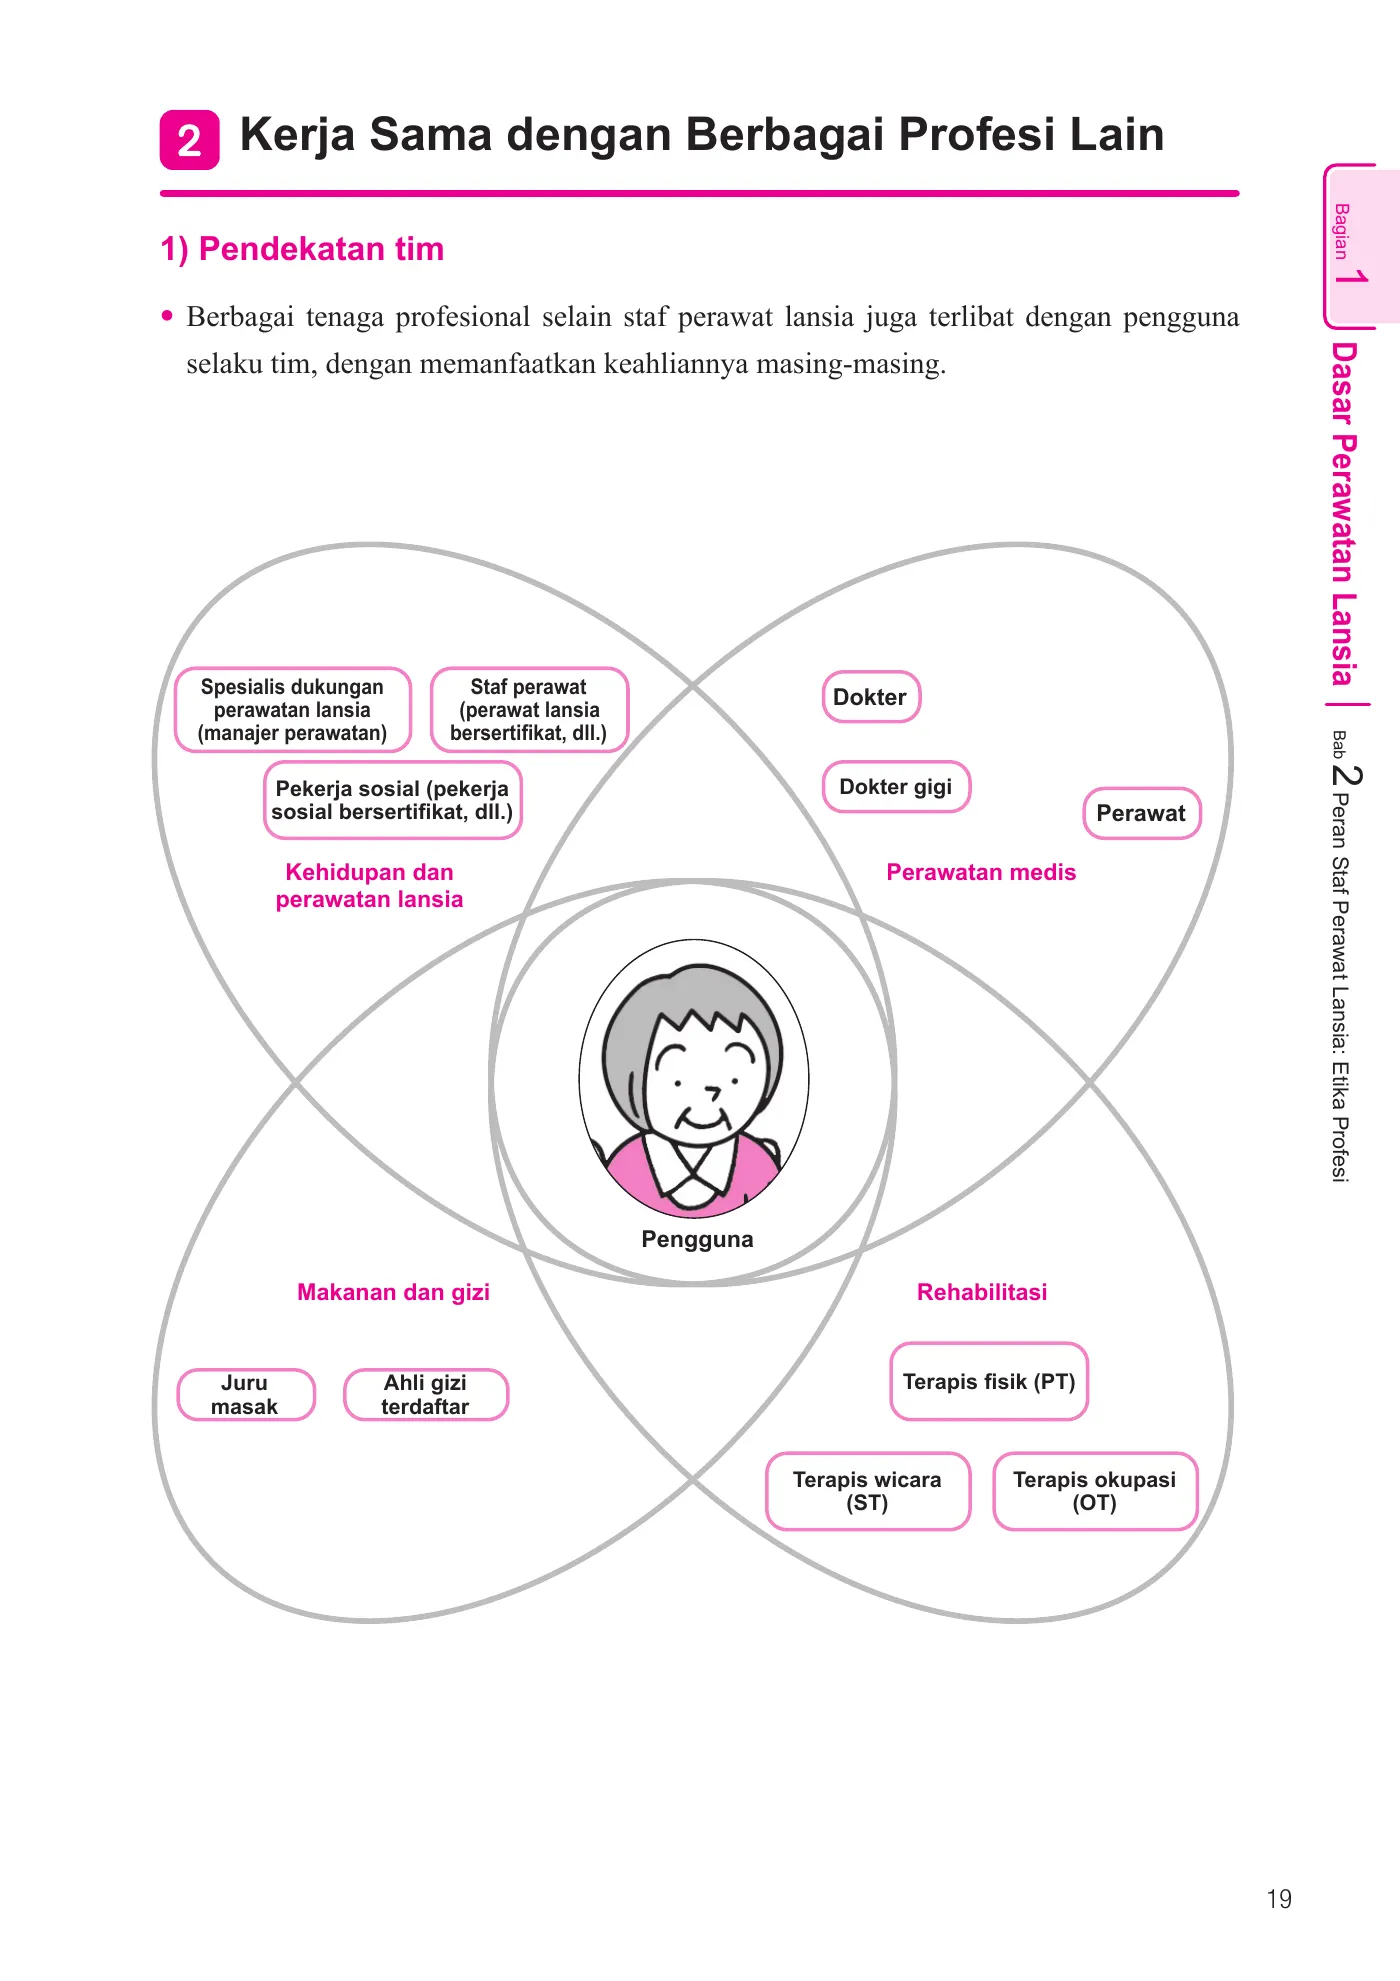 2 Kerja Sama dengan Berbagai Profesi Lain
1) Pendekatan tim
• Berbagai tenaga profesional selain staf perawat lansia juga terlibat dengan pengguna
selaku tim, dengan memanfaatkan keahliannya masing-masing.
Spesialis dukungan
perawatan lansia
(manajer perawatan)
Staf perawat
(perawat lansia
bersertifikat, dll.)
Pekerja sosial (pekerja
sosial bersertifikat, dll.)
Kehidupan dan
perawatan lansia
Dokter
Dokter gigi
Perawat
Perawatan medis
Pengguna
Makanan dan gizi
Juru
masak
Ahli gizi
terdaftar
Rehabilitasi
Terapis fisik (PT)
Terapis wicara
(ST)
Terapis okupasi
(OT)
Bagian 1 Dasar Perawatan Lansia
Bab 2 Peran Staf Perawat Lansia: Etika Profesi
19